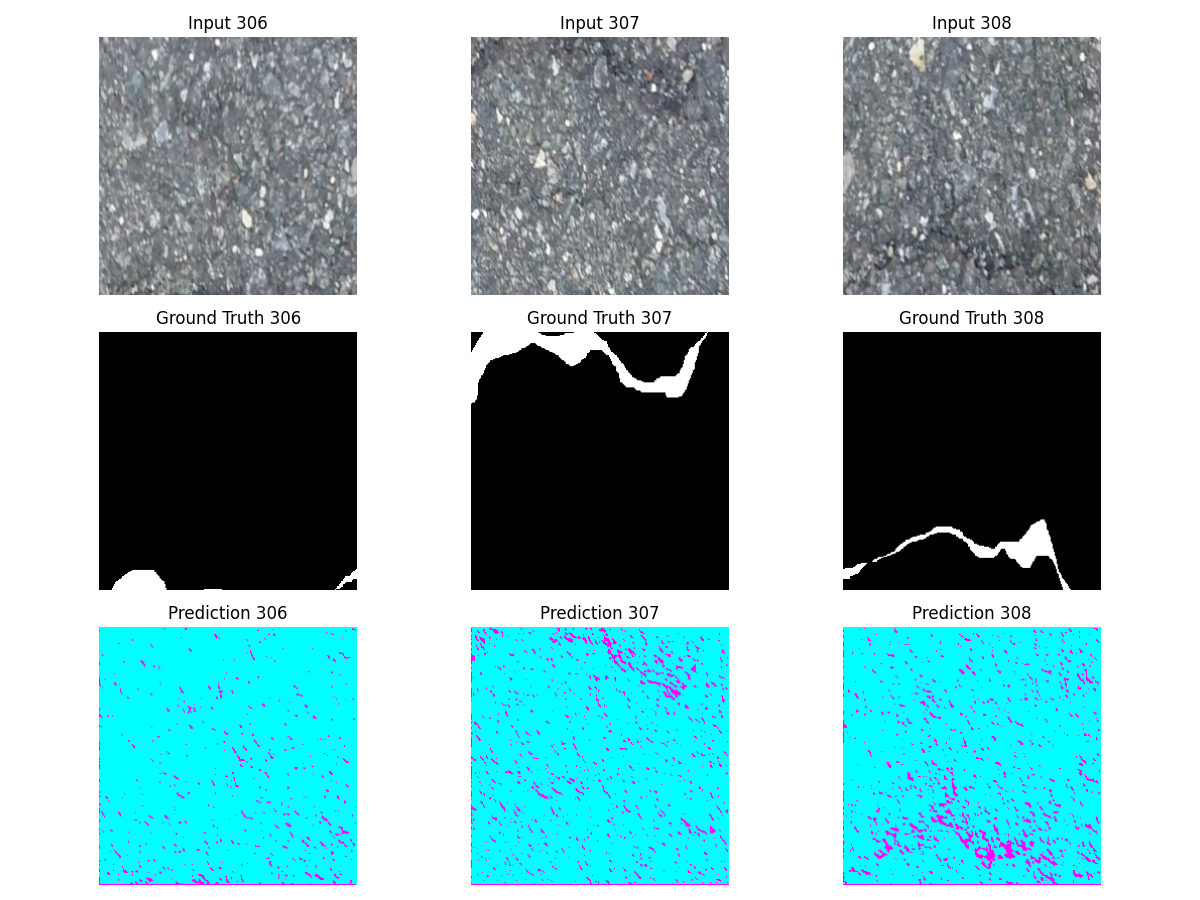 Input 306
Input 307
Input 308
Ground Truth 306
Ground Truth 307
Ground Truth 308
Prediction 306
Prediction 307
Prediction 308